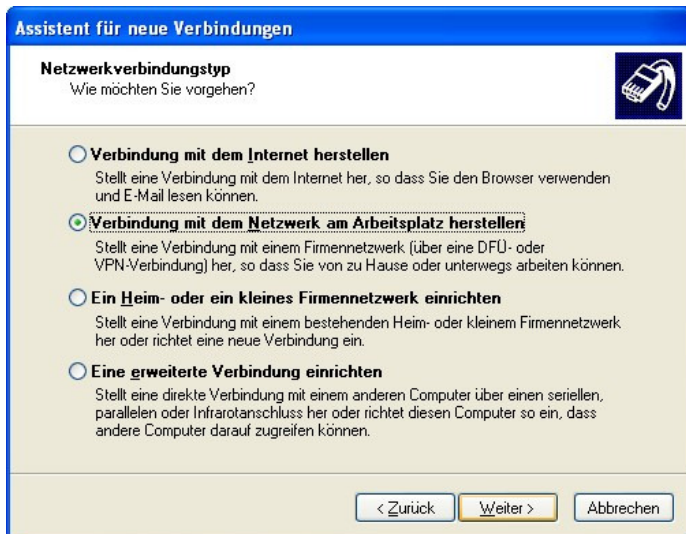 Assistent für neue Verbindungen
Netzwerkverbindungstyp
Wie möchten Sie vorgehen?
Verbindung mit dem Internet herstellen
Stellt eine Verbindung mit dem Internet her, so dass Sie den Browser verwenden
und E-Mail lesen können.
Verbindung mit dem Netzwerk am Arbeitsplatz herstellen
Stellt eine Verbindung mit einem Firmennetzwerk (über eine DFÜ- oder
VPN-Verbindung) her, so dass Sie von zu Hause oder unterwegs arbeiten können.
Ein Heim- oder ein kleines Firmennetzwerk einrichten
Stellt eine Verbindung mit einem bestehenden Heim- oder kleinem Firmennetzwerk
her oder richtet eine neue Verbindung ein.
Eine erweiterte Verbindung einrichten
Stellt eine direkte Verbindung mit einem anderen Computer über einen seriellen,
parallelen oder Infrarotanschluss her oder richtet diesen Computer so ein, dass
andere Computer darauf zugreifen können.
< Zurück Weiter > Abbrechen